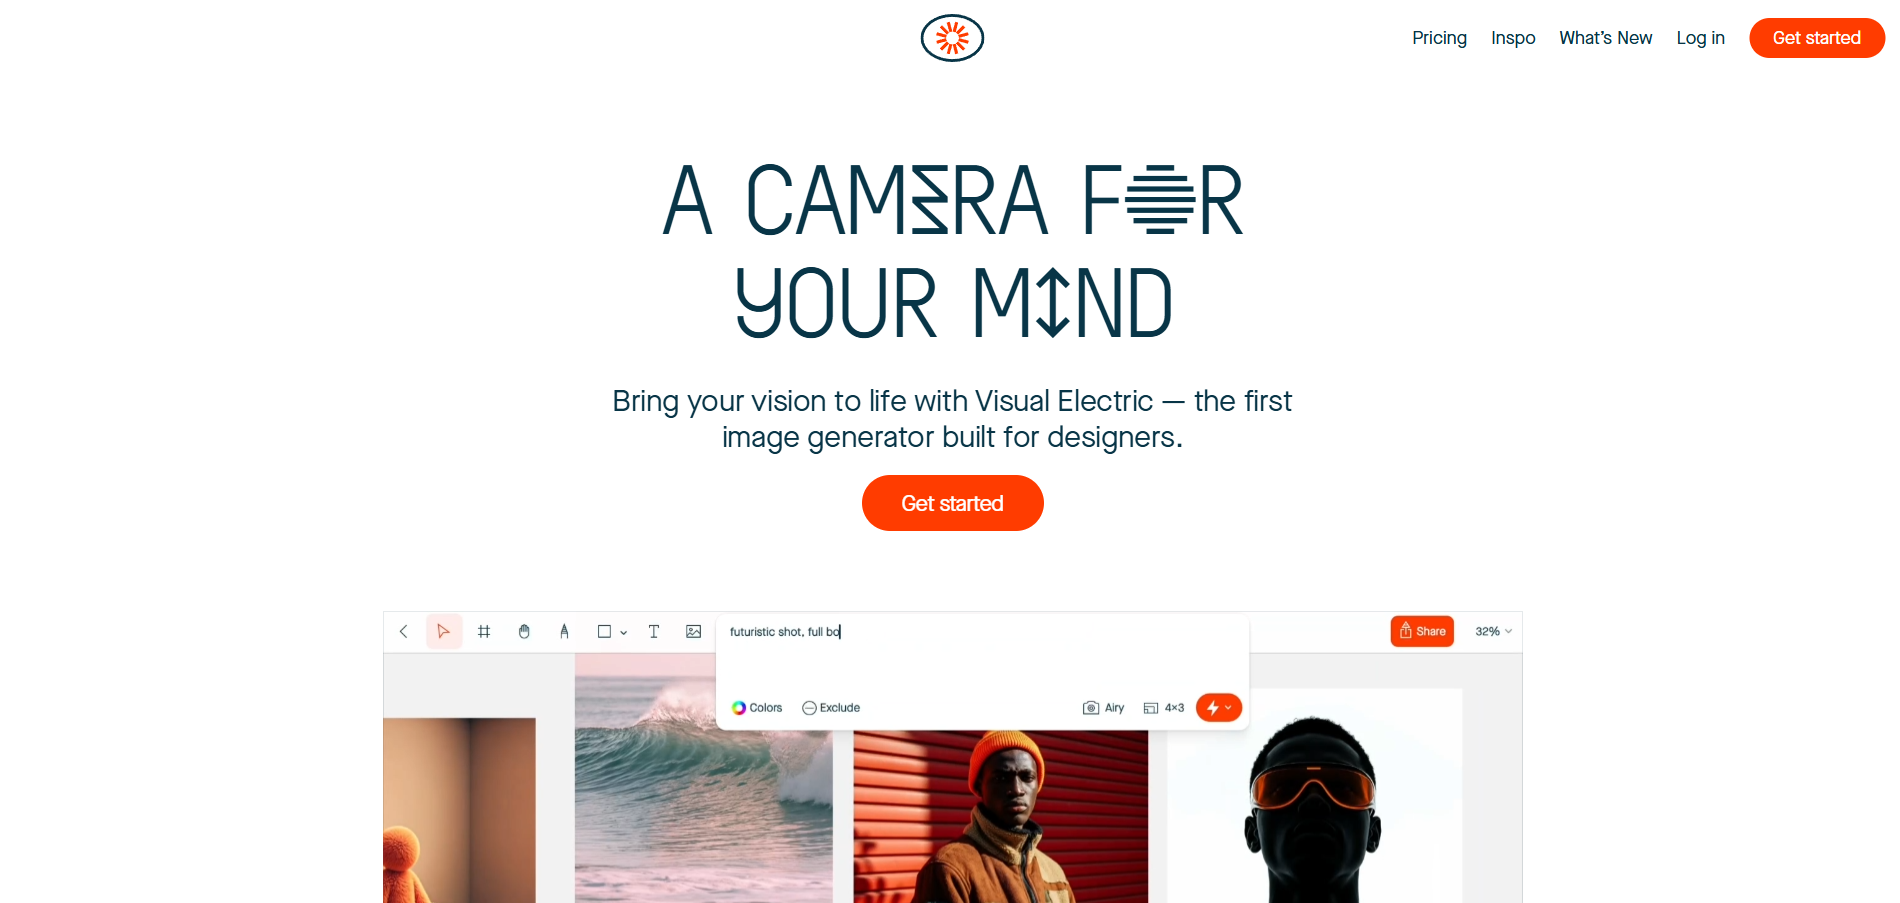 Pricing Inspo What's New Log in Get started
A CAMERA FOR
YOUR MIND
Bring your vision to life with Visual Electric — the first
image generator built for designers.
Get started
futuristic shot, full bo
Share 32%
Colors Exclude Airy 4×3